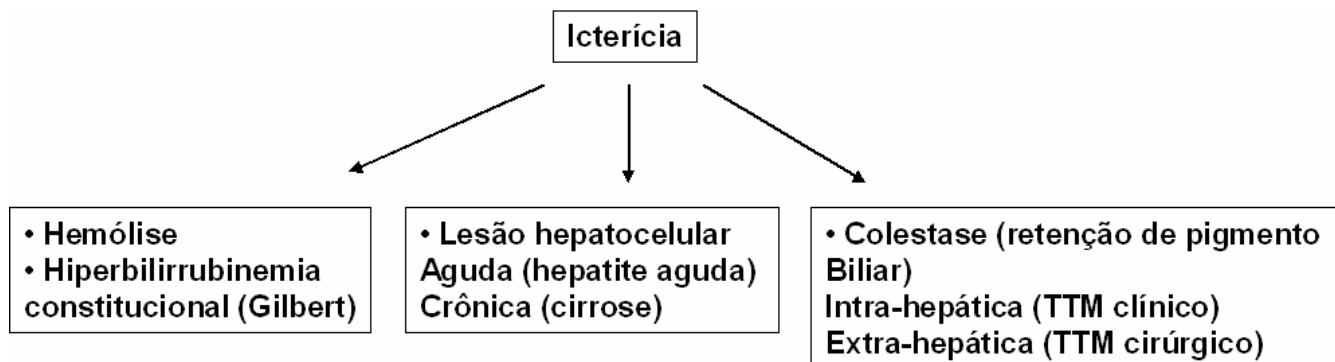 Icterícia
• Hemólise
• Hiperbilirrubinemia
constitucional (Gilbert)
• Lesão hepatocelular
Aguda (hepatite aguda)
Crônica (cirrose)
• Colestase (retenção de pigmento
Biliar)
Intra-hepática (TTM clínico)
Extra-hepática (TTM cirúrgico)